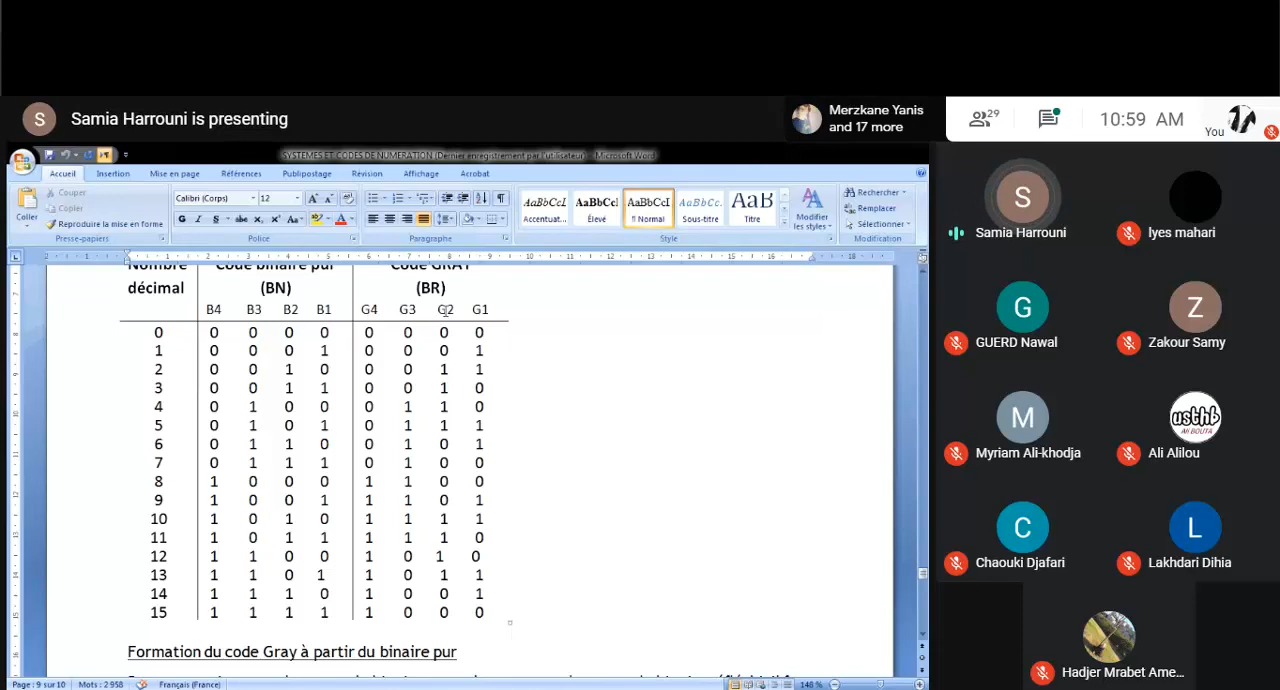 S Samia Harrouni is presenting
Merzkane Yanis
and 17 more
29
10:59 AM
You
SYSTEMES ET CODES DE NUMERATION (Dernier enregistrement par l'utilisateur) - Microsoft Word
Accueil Insertion Mise en page Références Publipostage Révision Affichage Acrobat
Coller
Couper
Copier
Reproduire la mise en forme
Presse-papiers
Calibri (Corps) 12
G I S abe X₂ X² Aa
Police
Paragraphe
AaBbCcL AaBbCcI AaBbCcL AaBbCc. AaB
Accentuat... Élevé ¶ Normal Sous-titre Titre
Modifier
les styles
Style
Rechercher
Remplacer
Sélectionner
Modification
Nombre Code binaire pur Code GRAY
décimal (BN) (BR)
B4 B3 B2 B1 G4 G3 G2 G1
0 0 0 0 0 0 0 0 0
1 0 0 0 1 0 0 0 1
2 0 0 1 0 0 0 1 1
3 0 0 1 1 0 0 1 0
4 0 1 0 0 0 1 1 0
5 0 1 0 1 0 1 1 1
6 0 1 1 0 0 1 0 1
7 0 1 1 1 0 1 0 0
8 1 0 0 0 1 1 0 0
9 1 0 0 1 1 1 0 1
10 1 0 1 0 1 1 1 1
11 1 0 1 1 1 1 1 0
12 1 1 0 0 1 0 1 0
13 1 1 0 1 1 0 1 1
14 1 1 1 0 1 0 0 1
15 1 1 1 1 1 0 0 0
Formation du code Gray à partir du binaire pur
Page : 9 sur 10 Mots : 2 958 Français (France) 148 %
S
Samia Harrouni
lyes mahari
G
GUERD Nawal
Z
Zakour Samy
M
Myriam Ali-khodja
usthb
Ali BOUTA
Ali Alilou
C
Chaouki Djafari
L
Lakhdari Dihia
Hadjer Mrabet Ame...